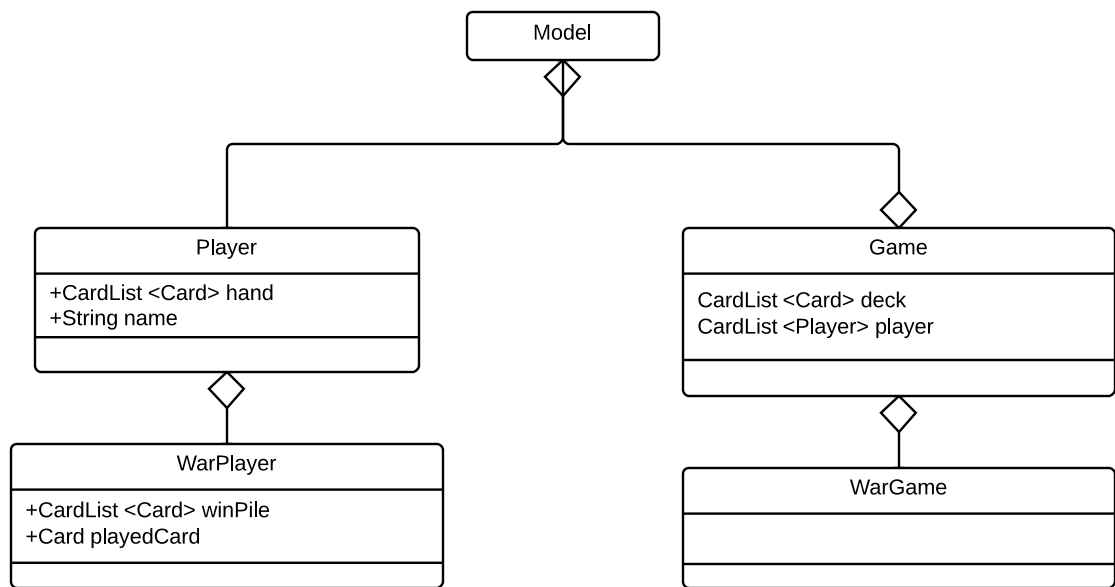 Model
Player
+CardList <Card> hand
+String name
Game
CardList <Card> deck
CardList <Player> player
WarPlayer
+CardList <Card> winPile
+Card playedCard
WarGame